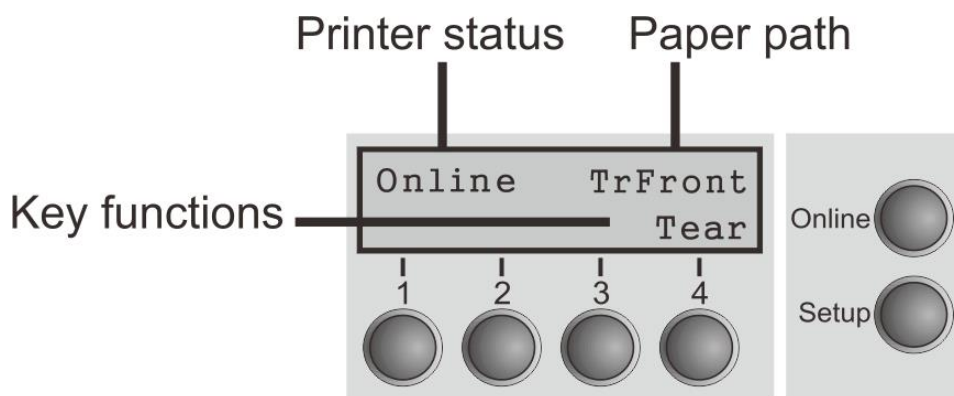 Printer status Paper path
Online TrFront
Key functions
Tear
Online
1 2 3 4
Setup